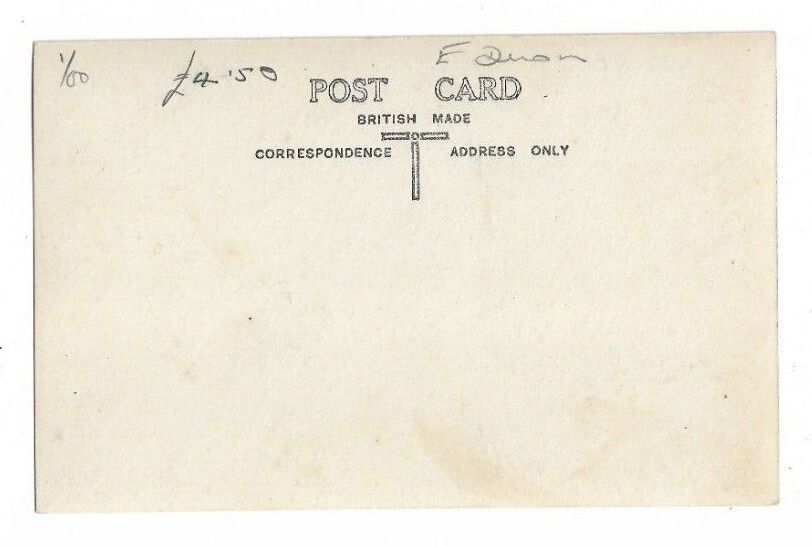 1/00 £4.50 E
POST CARD
BRITISH MADE
CORRESPONDENCE ADDRESS ONLY